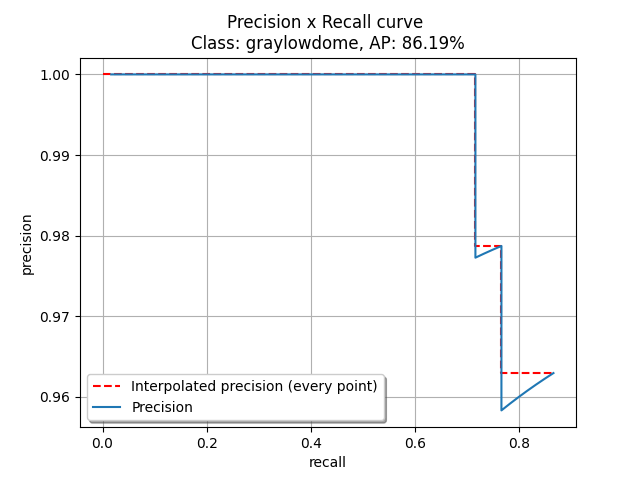 Precision x Recall curve
Class: graylowdome, AP: 86.19%
1.00
0.99
0.98
0.97
0.96
precision
Interpolated precision (every point)
Precision
0.0 0.2 0.4 0.6 0.8
recall